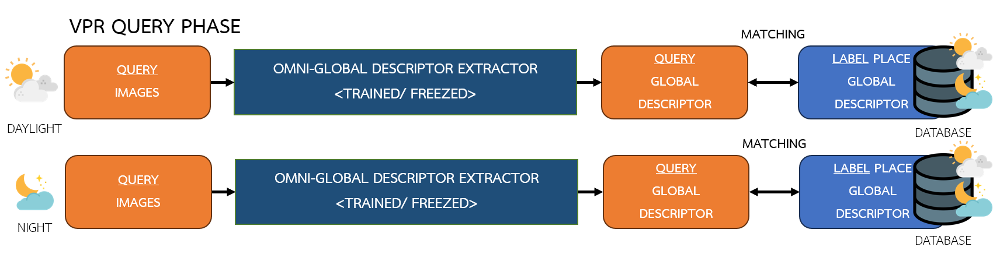 VPR QUERY PHASE
MATCHING
QUERY
IMAGES
OMNI-GLOBAL DESCRIPTOR EXTRACTOR
<TRAINED/ FREEZED>
QUERY
GLOBAL
DESCRIPTOR
LABEL PLACE
GLOBAL
DESCRIPTOR
DAYLIGHT
DATABASE
MATCHING
QUERY
IMAGES
OMNI-GLOBAL DESCRIPTOR EXTRACTOR
<TRAINED/ FREEZED>
QUERY
GLOBAL
DESCRIPTOR
LABEL PLACE
GLOBAL
DESCRIPTOR
NIGHT
DATABASE